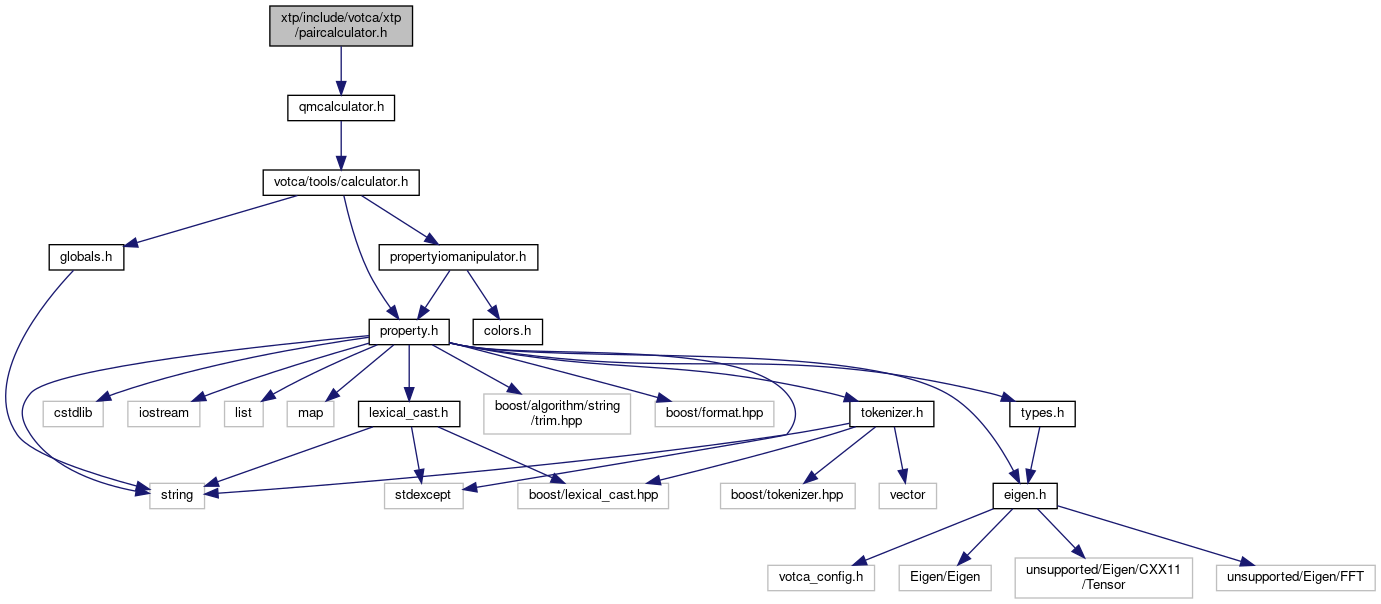 xtp/include/votca/xtp
/paircalculator.h
qmcalculator.h
votca/tools/calculator.h
globals.h
propertyiomanipulator.h
property.h
colors.h
cstdlib
iostream
list
map
lexical_cast.h
boost/algorithm/string
/trim.hpp
boost/format.hpp
tokenizer.h
types.h
string
stdexcept
boost/lexical_cast.hpp
boost/tokenizer.hpp
vector
eigen.h
votca_config.h
Eigen/Eigen
unsupported/Eigen/CXX11
/Tensor
unsupported/Eigen/FFT